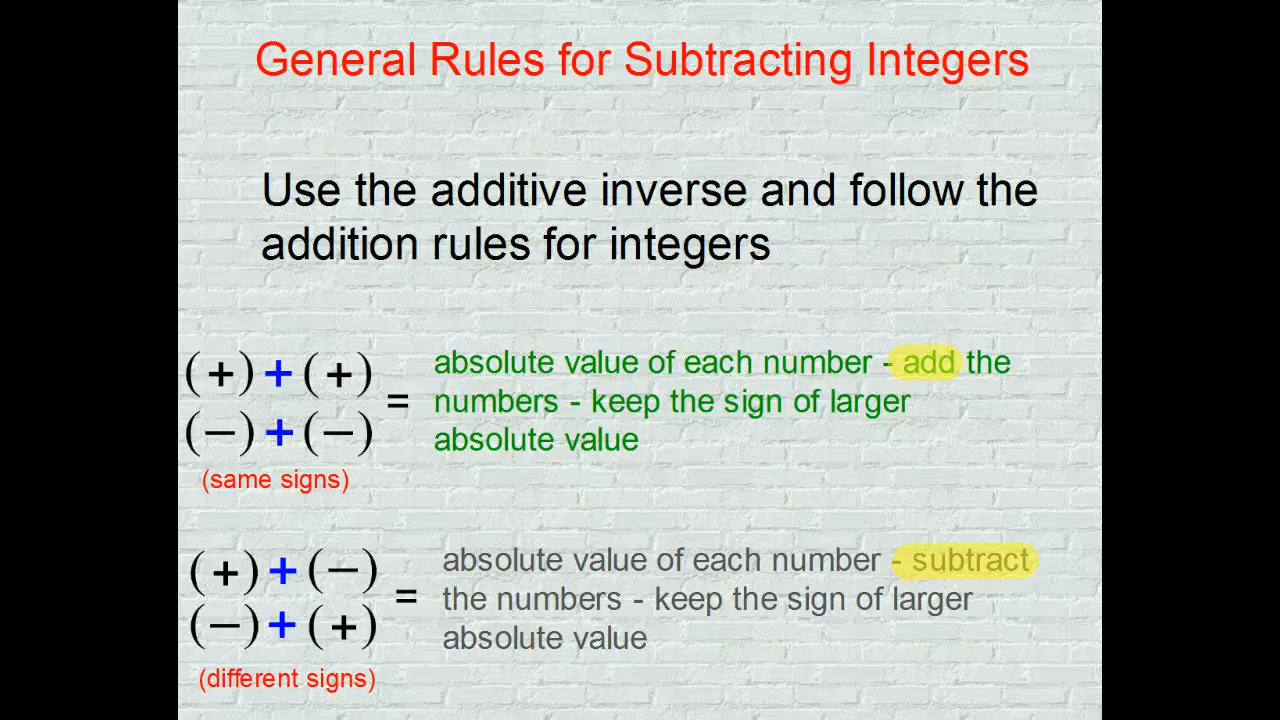 General Rules for Subtracting Integers
Use the additive inverse and follow the
addition rules for integers
(+) + (+)
(−) + (−)
=
absolute value of each number - add the
numbers - keep the sign of larger
absolute value
(same signs)
(+) + (−)
(−) + (+)
=
absolute value of each number - subtract
the numbers - keep the sign of larger
absolute value
(different signs)